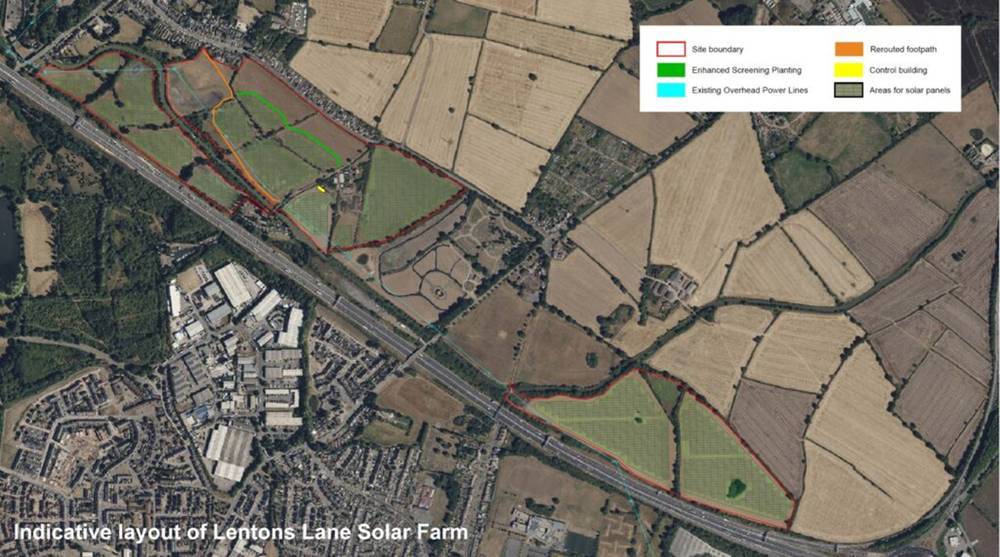 Site boundary
Rerouted footpath
Enhanced Screening Planting
Control building
Existing Overhead Power Lines
Areas for solar panels
Indicative layout of Lentons Lane Solar Farm